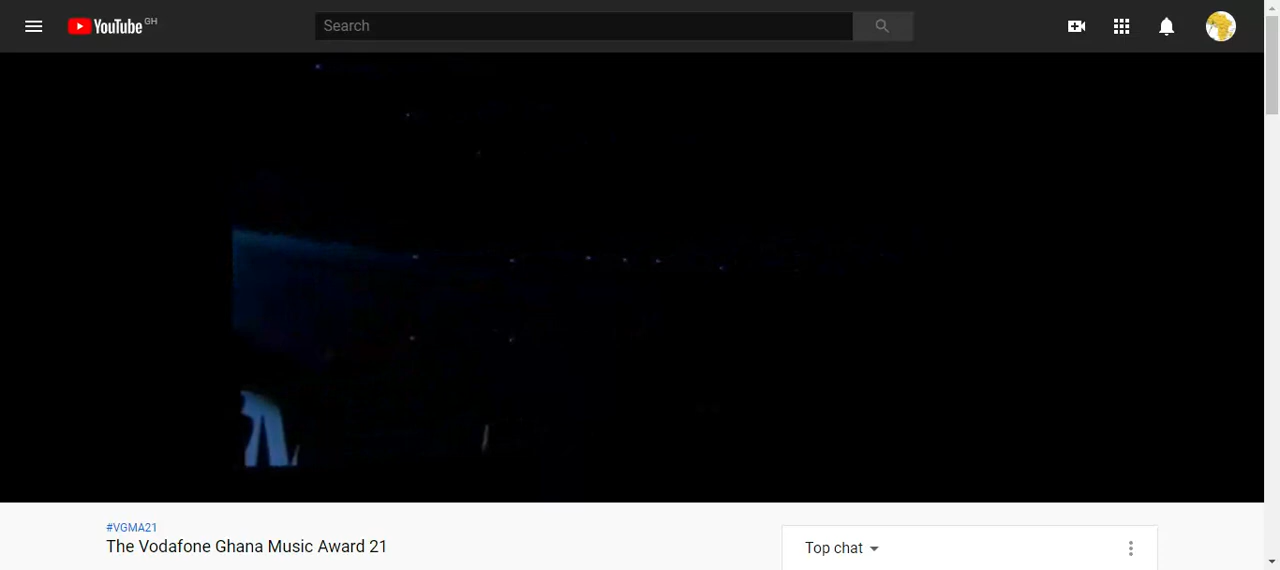 YouTube GH
Search
#VGMA21
The Vodafone Ghana Music Award 21
Top chat